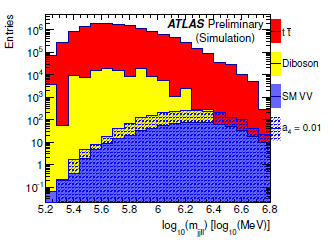 ATLAS Preliminary
(Simulation)
Entries
10⁶
10⁵
10⁴
10³
10²
10
1
10⁻¹
5.2 5.4 5.6 5.8 6 6.2 6.4 6.6 6.8
log₁₀(m_jjll) [log₁₀(MeV)]
t t̄
Diboson
SM VV
a₄ = 0.01